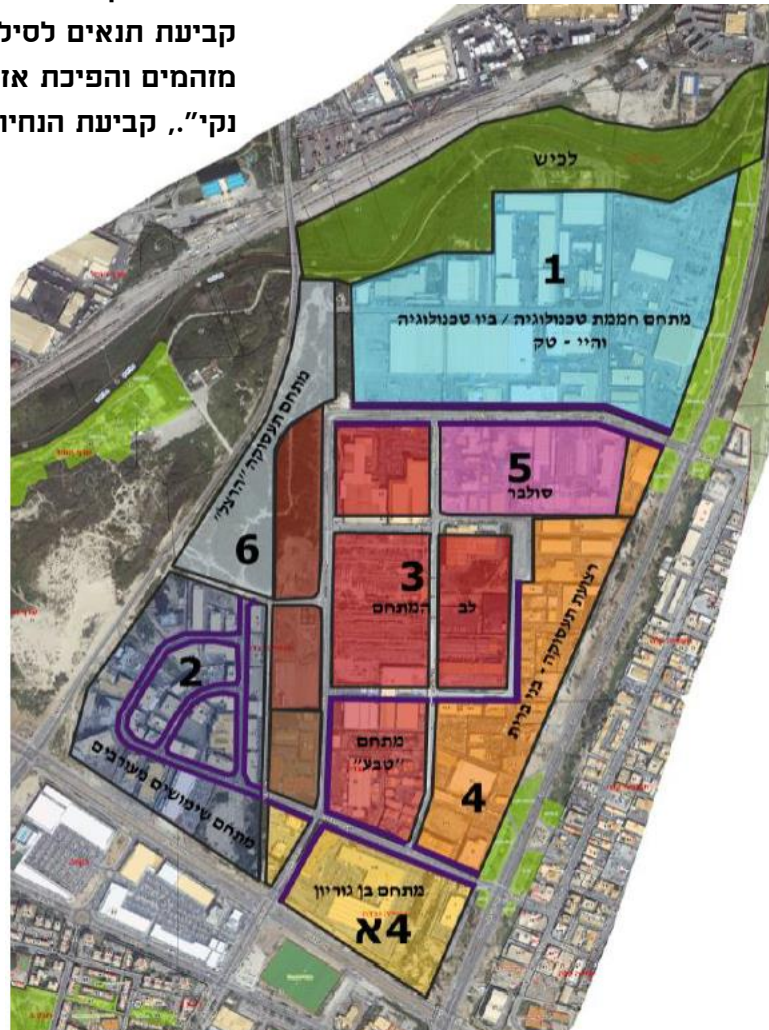 קביעת תנאים לסיל
מזהמים והפיכת אז
נקי"., קביעת הנחיו
לכיש
1
מתחם חממת טכנולוגיה / ביו טכנולוגיה
והיי - טק
מתחם תעסוקה "הרצל"
5
סולבר
6
3
לב המתחם
רצועת תעסוקה - בני ברית
2
מתחם שימושים מעורבים
מתחם
"טבע"
4
מתחם בן גוריון
4א